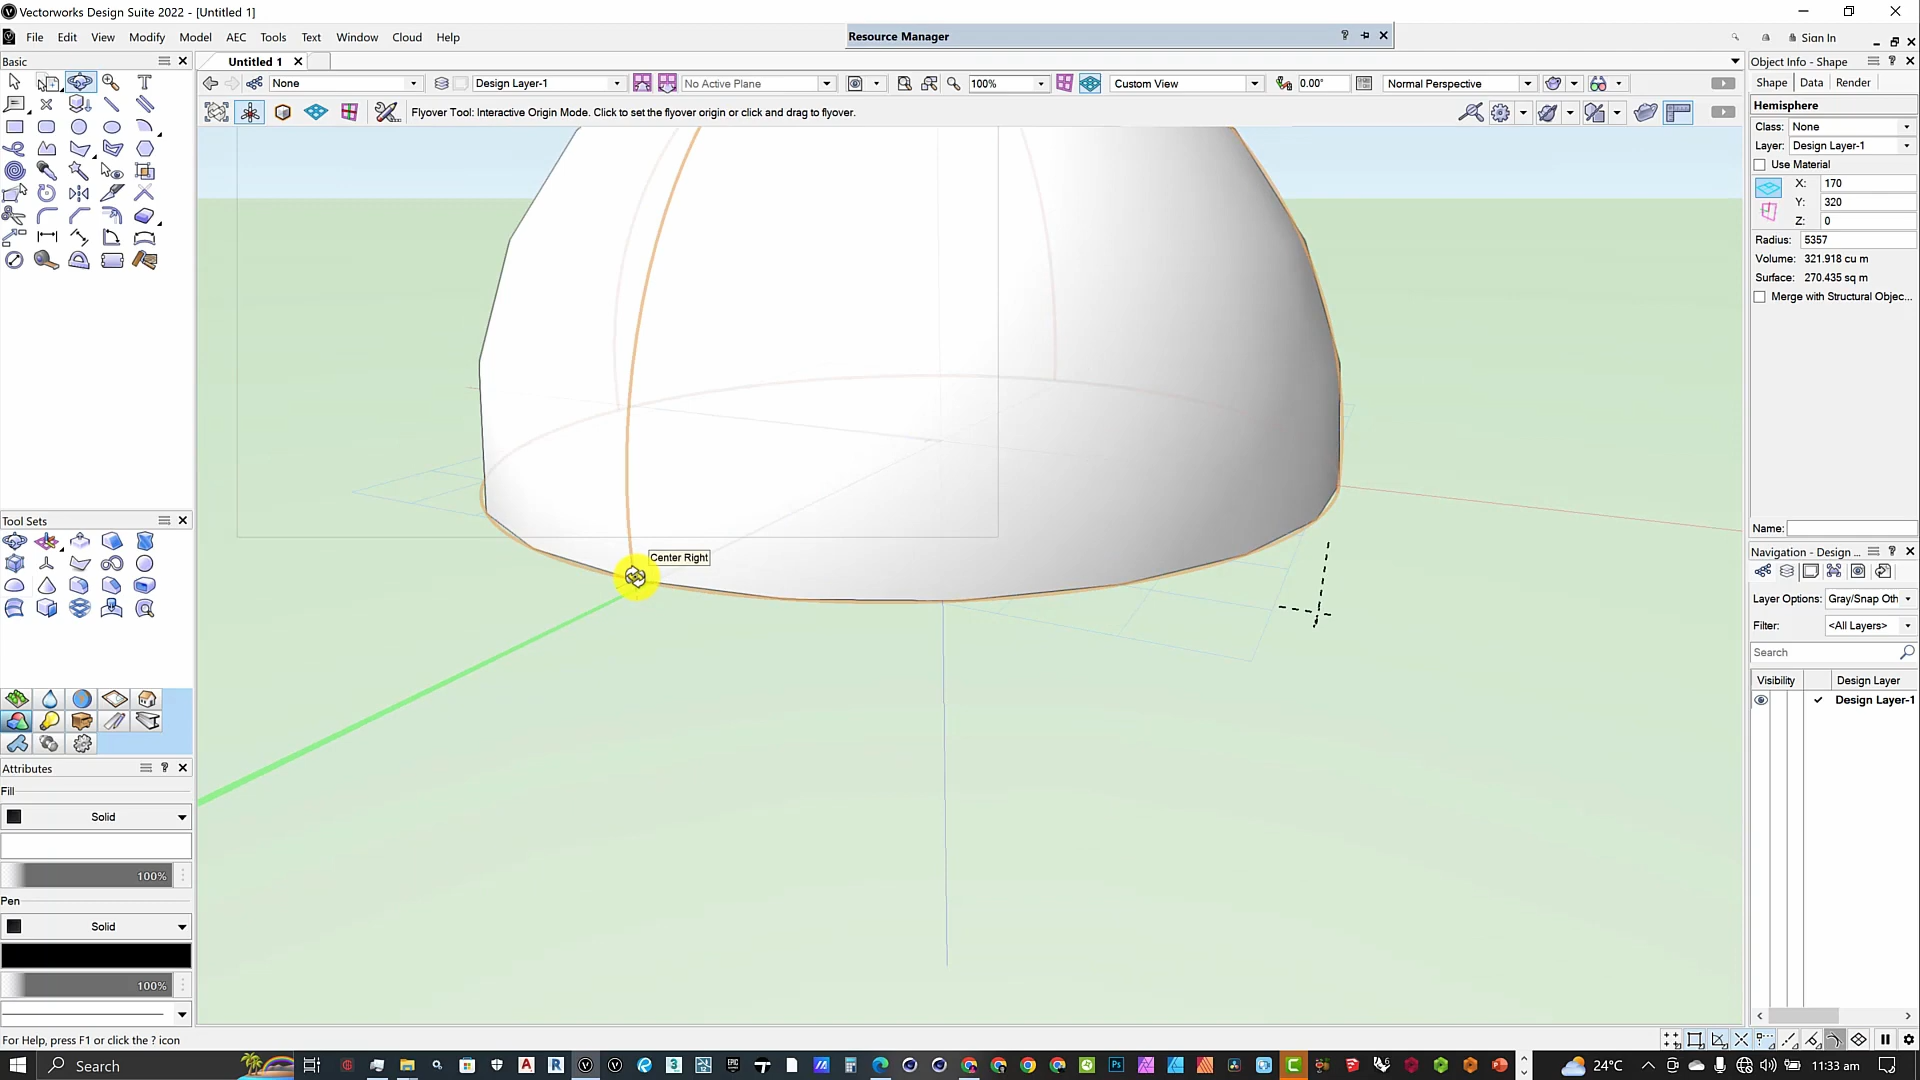 Vectorworks Design Suite 2022 - [Untitled 1]
File Edit View Modify Model AEC Tools Text Window Cloud Help
Resource Manager
?
Sign In
Basic
Untitled 1
Object Info - Shape
?
None
Design Layer-1
No Active Plane
100%
Custom View
0.00°
Normal Perspective
Shape Data Render
Flyover Tool: Interactive Origin Mode. Click to set the flyover origin or click and drag to flyover.
Hemisphere
Class: None
Layer: Design Layer-1
Use Material
X: 170
Y: 320
Z: 0
Radius: 5357
Volume: 321.918 cu m
Surface: 270.435 sq m
Merge with Structural Objec...
Center Right
Name:
Tool Sets
Navigation - Design ...
?
Layer Options: Gray/Snap Oth
Filter: <All Layers>
Search
Visibility Design Layer
Design Layer-1
Attributes
?
Fill
Solid
100%
Pen
Solid
100%
For Help, press F1 or click the ? icon
Search
24°C
11:33 am